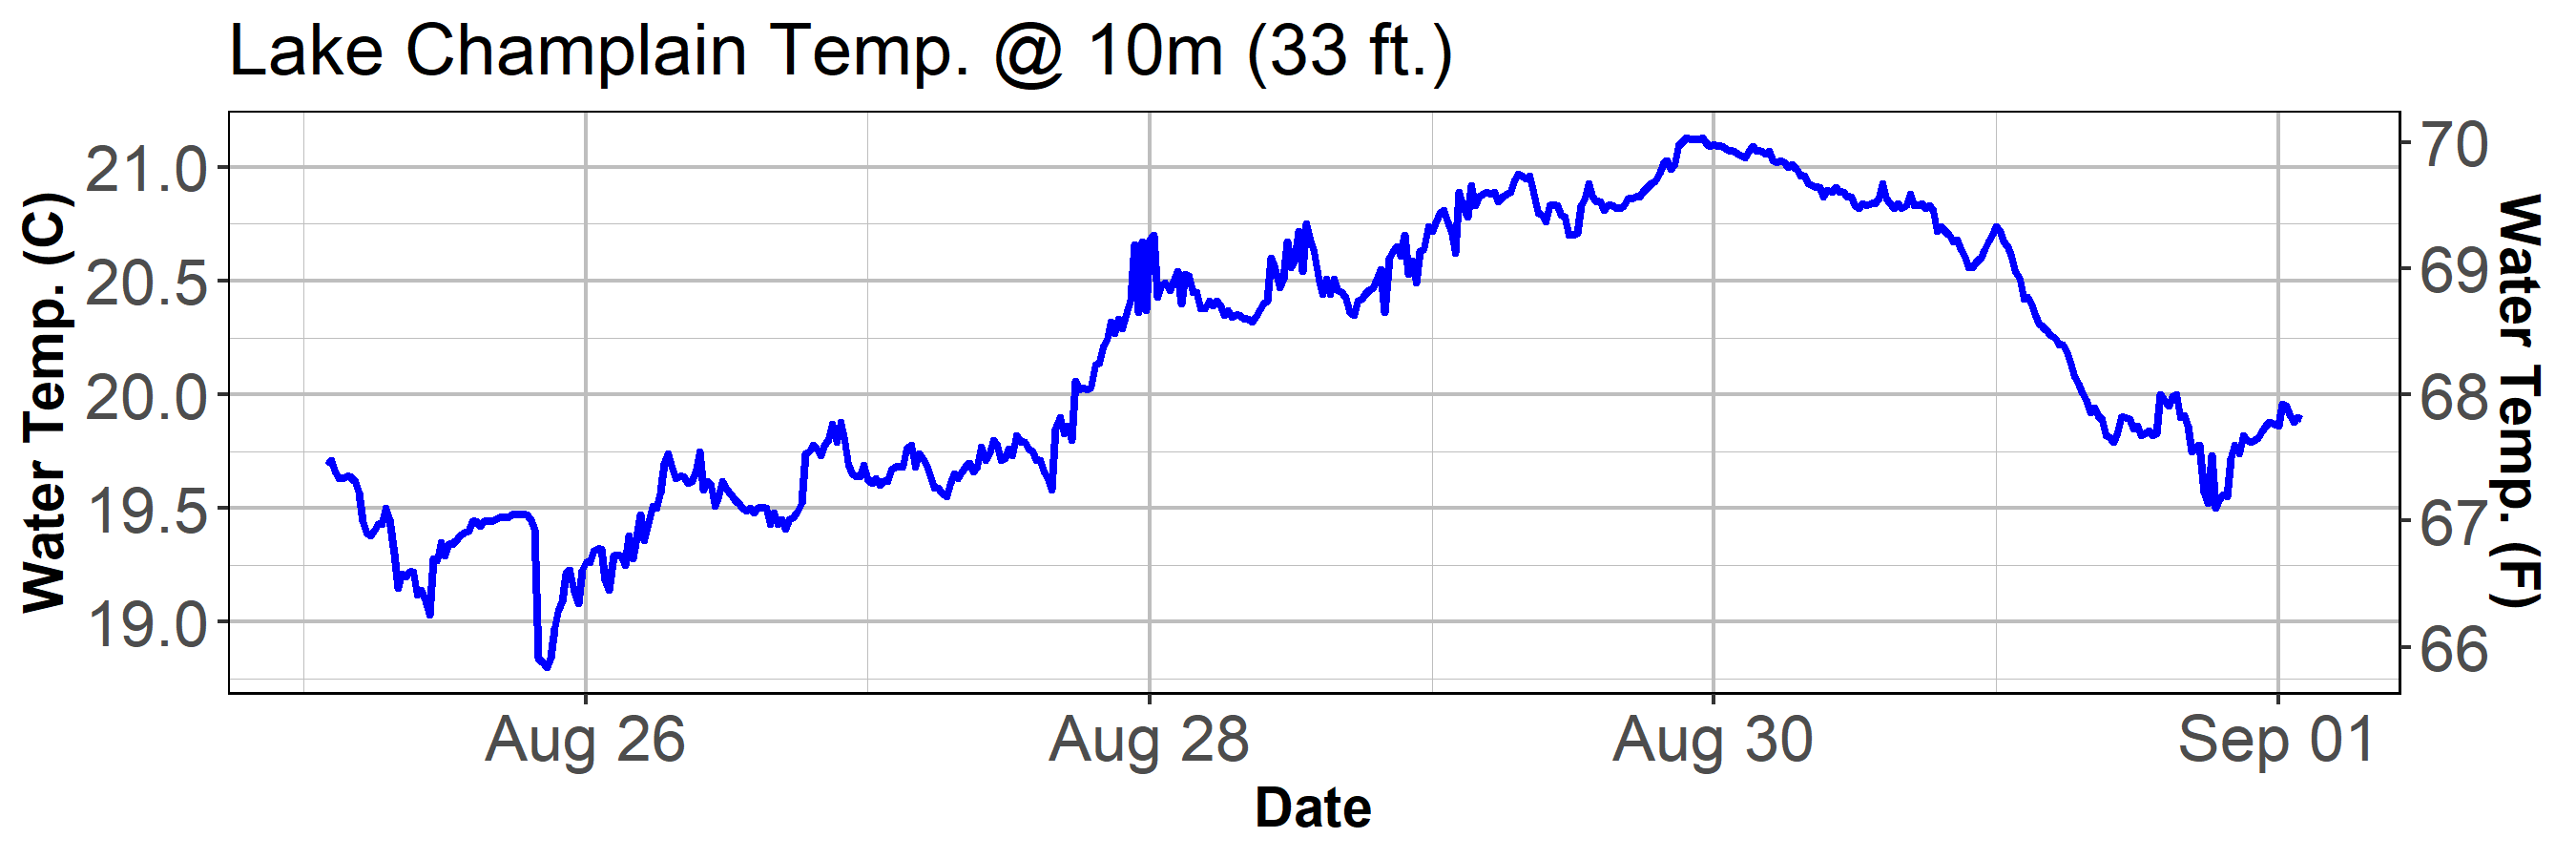 Lake Champlain Temp. @ 10m (33 ft.)
Water Temp. (C)
21.0
20.5
20.0
19.5
19.0
70
69
68
67
66
Water Temp. (F)
Aug 26 Aug 28 Aug 30 Sep 01
Date